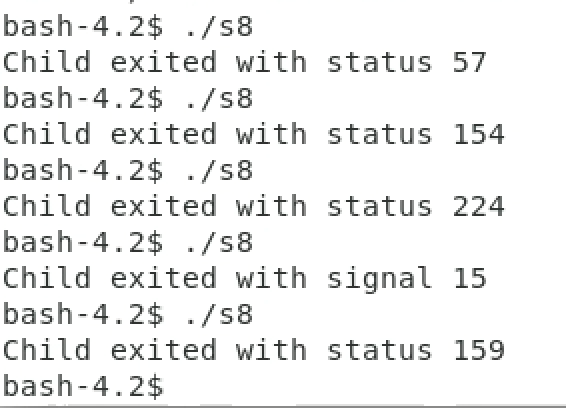 bash-4.2$ ./s8
Child exited with status 57
bash-4.2$ ./s8
Child exited with status 154
bash-4.2$ ./s8
Child exited with status 224
bash-4.2$ ./s8
Child exited with signal 15
bash-4.2$ ./s8
Child exited with status 159
bash-4.2$